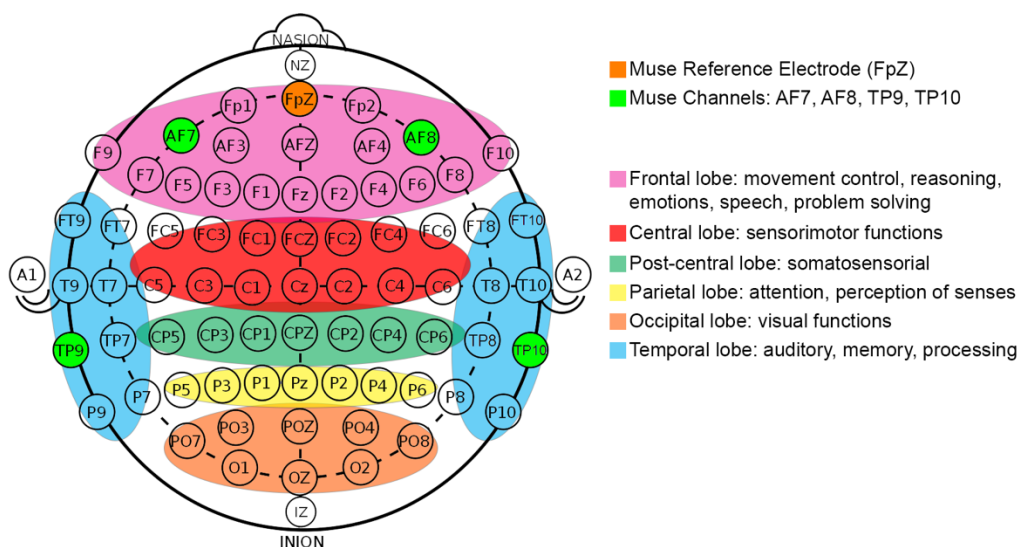 NASION
NZ
Fp1 FpZ Fp2
AF7 AF3 AFZ AF4 AF8
F9 F7 F5 F3 F1 Fz F2 F4 F6 F8 F10
FT9 FT7 FC5 FC3 FC1 FCZ FC2 FC4 FC6 FT8 FT10
A1 T9 T7 C5 C3 C1 Cz C2 C4 C6 T8 T10 A2
TP9 TP7 CP5 CP3 CP1 CPZ CP2 CP4 CP6 TP8 TP10
P9 P7 P5 P3 P1 Pz P2 P4 P6 P8 P10
PO7 PO3 POZ PO4 PO8
O1 OZ O2
IZ
INION
Muse Reference Electrode (FpZ)
Muse Channels: AF7, AF8, TP9, TP10
Frontal lobe: movement control, reasoning,
emotions, speech, problem solving
Central lobe: sensorimotor functions
Post-central lobe: somatosensorial
Parietal lobe: attention, perception of senses
Occipital lobe: visual functions
Temporal lobe: auditory, memory, processing